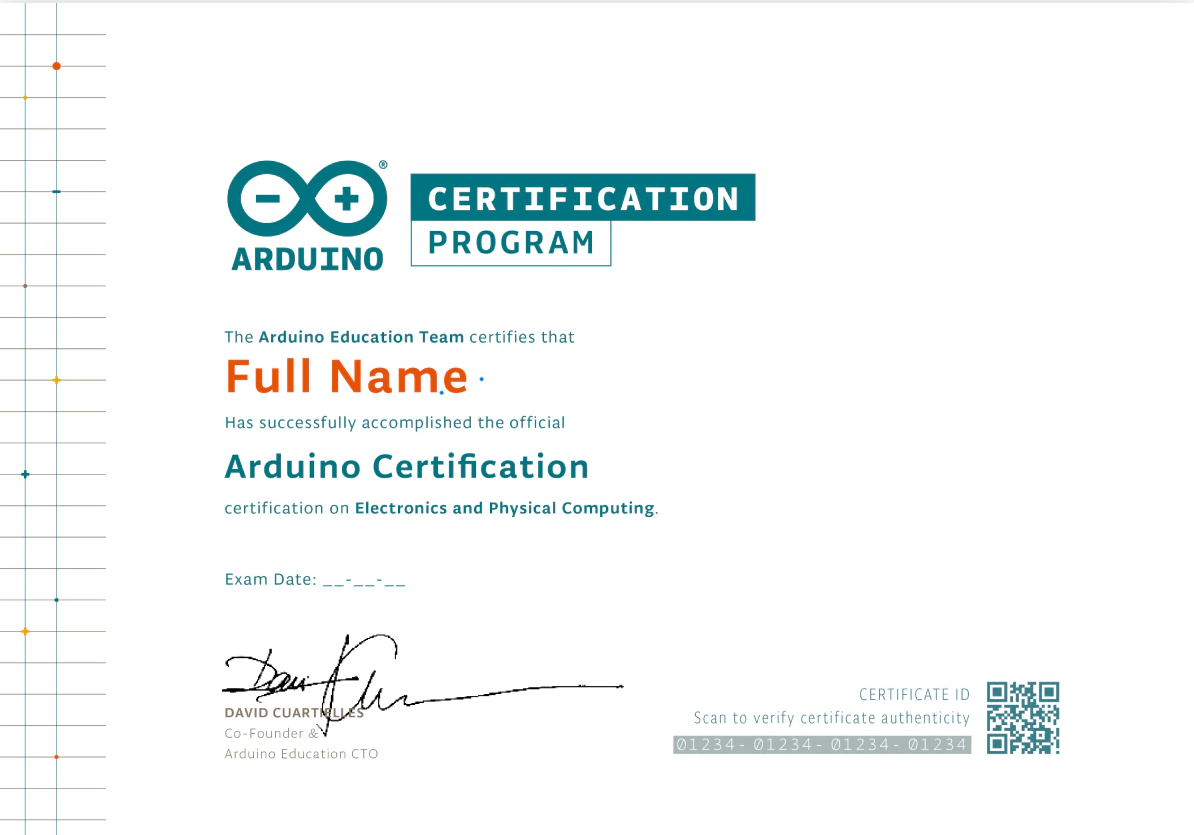 ®
ARDUINO
CERTIFICATION
PROGRAM
The Arduino Education Team certifies that
Full Name
Has successfully accomplished the official
Arduino Certification
certification on Electronics and Physical Computing.
Exam Date: __-__-__
DAVID CUARTIELLES
Co-Founder &
Arduino Education CTO
CERTIFICATE ID
Scan to verify certificate authenticity
01234- 01234- 01234- 01234